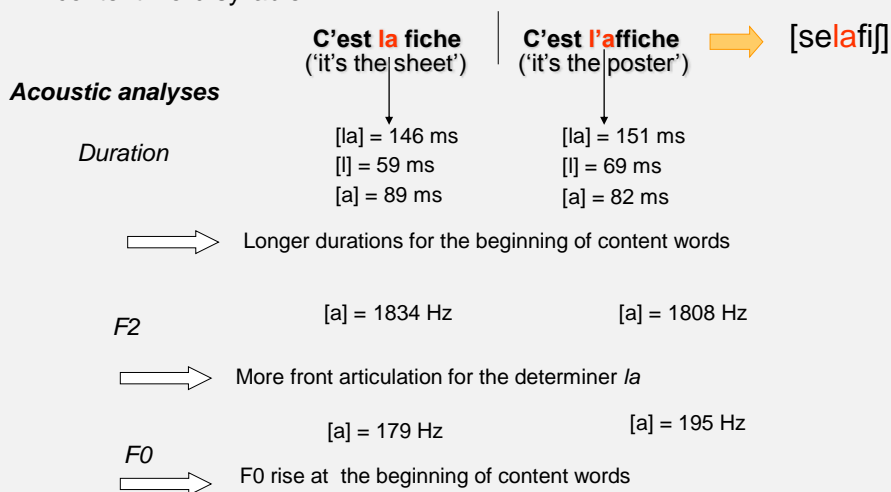 C'est la fiche
('it's the sheet')
C'est l'affiche
('it's the poster')
[selafiʃ]
Acoustic analyses
Duration
[la] = 146 ms
[l] = 59 ms
[a] = 89 ms
[la] = 151 ms
[l] = 69 ms
[a] = 82 ms
Longer durations for the beginning of content words
F2
[a] = 1834 Hz
[a] = 1808 Hz
More front articulation for the determiner la
F0
[a] = 179 Hz
[a] = 195 Hz
F0 rise at the beginning of content words